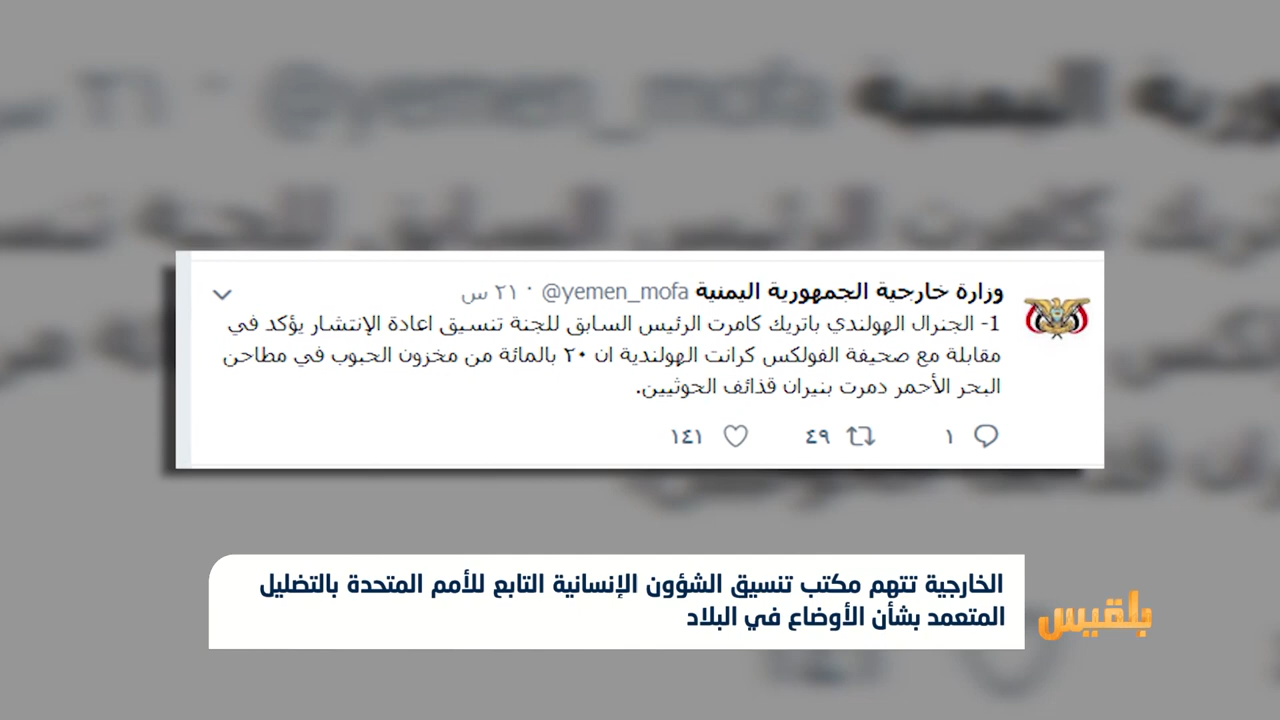 وزارة خارجية الجمهورية اليمنية @yemen_mofa · ٢١ س
1- الجنرال الهولندي باتريك كامرت الرئيس السابق للجنة تنسيق اعادة الإنتشار يؤكد في
مقابلة مع صحيفة الفولكس كرانت الهولندية ان ٢٠ بالمائة من مخزون الحبوب في مطاحن
البحر الأحمر دمرت بنيران قذائف الحوثيين.
١ ٤٩ ١٤١
الخارجية تتهم مكتب تنسيق الشؤون الإنسانية التابع للأمم المتحدة بالتضليل
المتعمد بشأن الأوضاع في البلاد
بلقيس